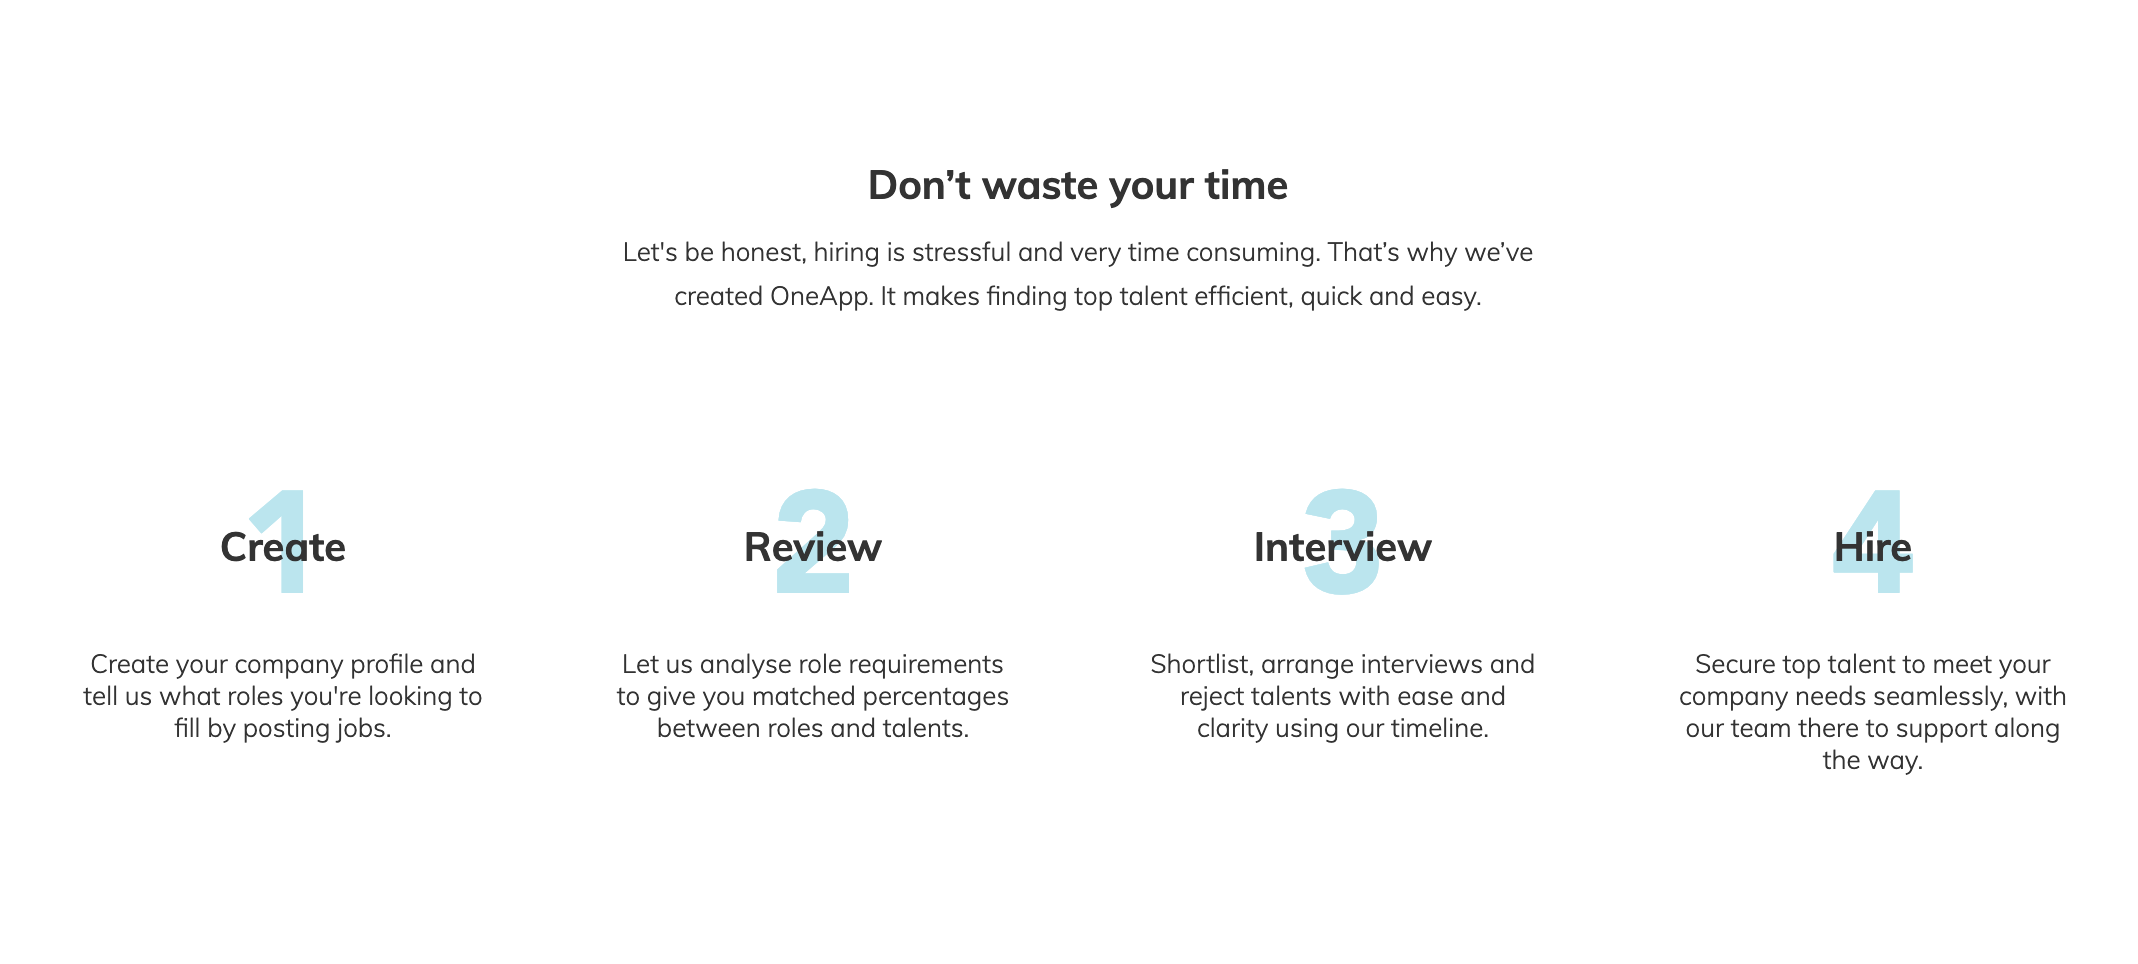 Don’t waste your time
Let's be honest, hiring is stressful and very time consuming. That’s why we’ve
created OneApp. It makes finding top talent efficient, quick and easy.
1
Create
Create your company profile and
tell us what roles you're looking to
fill by posting jobs.
2
Review
Let us analyse role requirements
to give you matched percentages
between roles and talents.
3
Interview
Shortlist, arrange interviews and
reject talents with ease and
clarity using our timeline.
4
Hire
Secure top talent to meet your
company needs seamlessly, with
our team there to support along
the way.